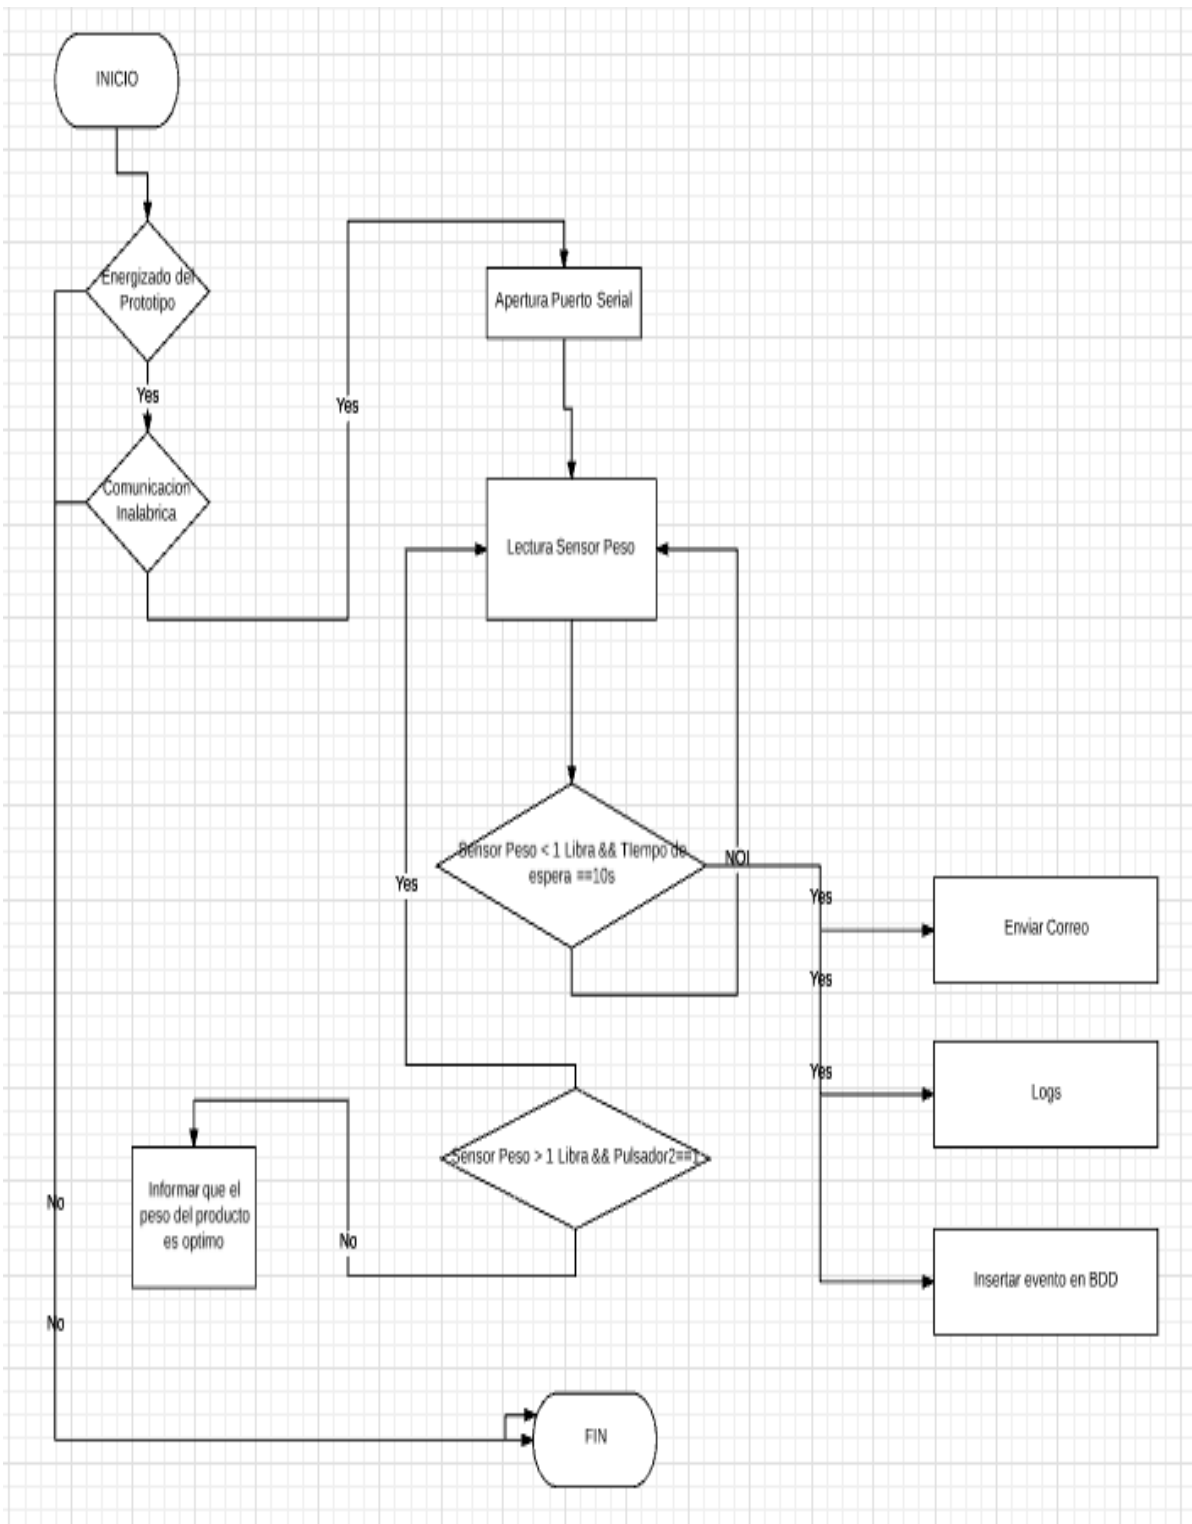 INICIO
Energizado del
Prototipo
Yes
Comunicacion
Inalabrica
Yes
Apertura Puerto Serial
Lectura Sensor Peso
Sensor Peso < 1 Libra && TIempo de
espera ==10s
NO!
Yes
Yes
Enviar Correo
Yes
Yes
Logs
Sensor Peso > 1 Libra && Pulsador2==1
Informar que el
peso del producto
es optimo
No
No
Insertar evento en BDD
No
FIN